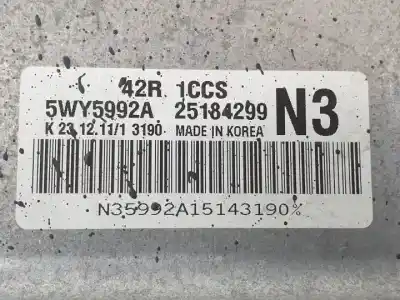 42R 1CCS
5WY5992A 25184299 N3
K 23.12.11/1 3190 MADE IN KOREA
N35992A15143190%